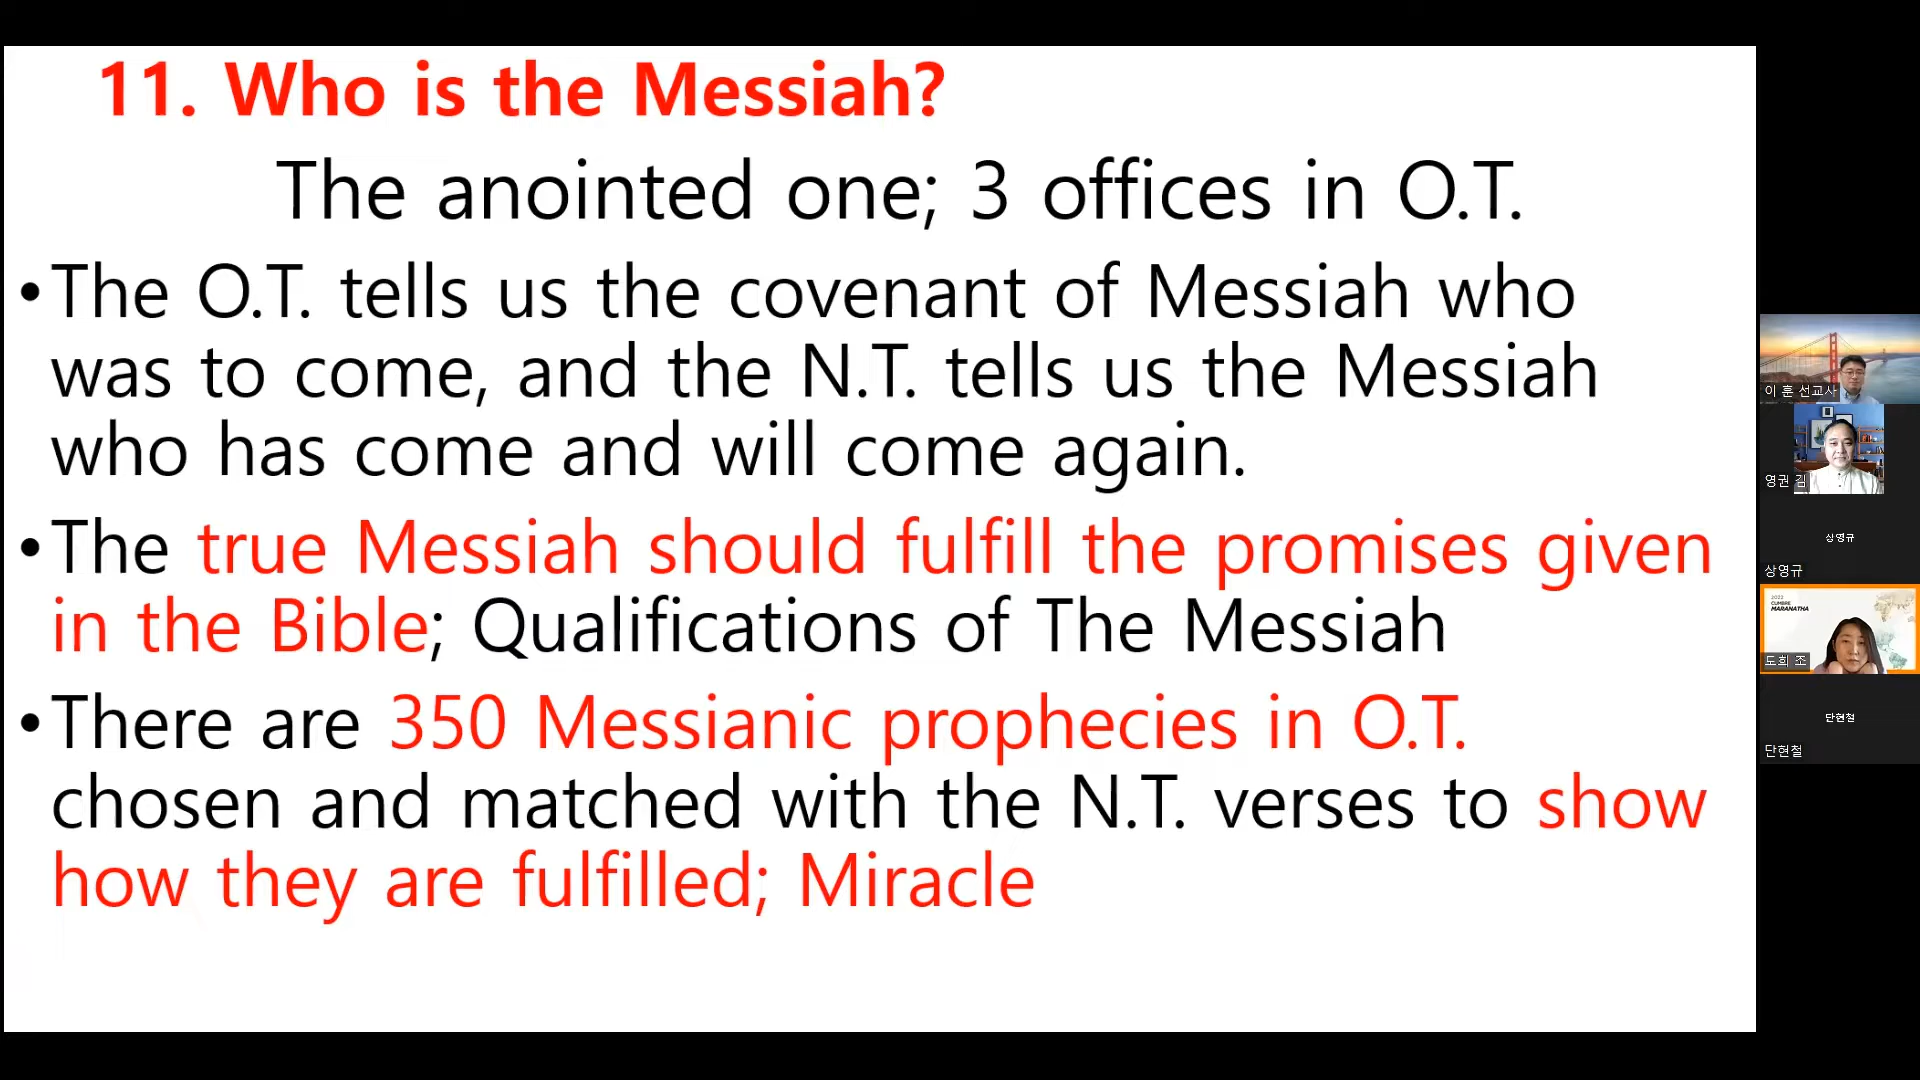 11. Who is the Messiah?
The anointed one; 3 offices in O.T.
•The O.T. tells us the covenant of Messiah who
was to come, and the N.T. tells us the Messiah
who has come and will come again.
•The true Messiah should fulfill the promises given
in the Bible; Qualifications of The Messiah
•There are 350 Messianic prophecies in O.T.
chosen and matched with the N.T. verses to show
how they are fulfilled; Miracle
이 훈 선교사
영권 김
상영규
상영규
2022
CUMBRE
MARANATHA
도희 조
단현철
단현철